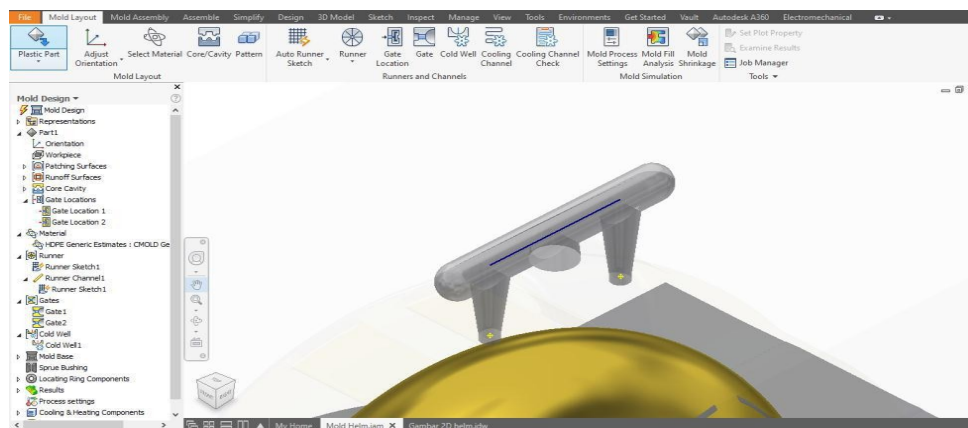 File Mold Layout Mold Assembly Assemble Simplify Design 3D Model Sketch Inspect Manage View Tools Environments Get Started Vault Autodesk A360 Electromechanical
Plastic Part
Adjust Orientation
Select Material
Core/Cavity
Pattern
Auto Runner Sketch
Runner
Gate Location
Gate
Cold Well
Cooling Channel
Cooling Channel Check
Mold Process Settings
Mold Fill Analysis
Mold Shrinkage
Set Plot Property
Examine Results
Job Manager
Mold Layout Runners and Channels Mold Simulation Tools
Mold Design
Mold Design
Representations
Part1
Orientation
Workpiece
Patching Surfaces
Runoff Surfaces
Core Cavity
Gate Locations
Gate Location 1
Gate Location 2
Material
HDPE Generic Estimates : CMOLD Ge
Runner
Runner Sketch1
Runner Channel1
Runner Sketch1
Gates
Gate1
Gate2
Cold Well
Cold Well1
Mold Base
Sprue Bushing
Locating Ring Components
Results
Process settings
Cooling & Heating Components
My Home Mold Helm.iam Gambar 2D helm.idw